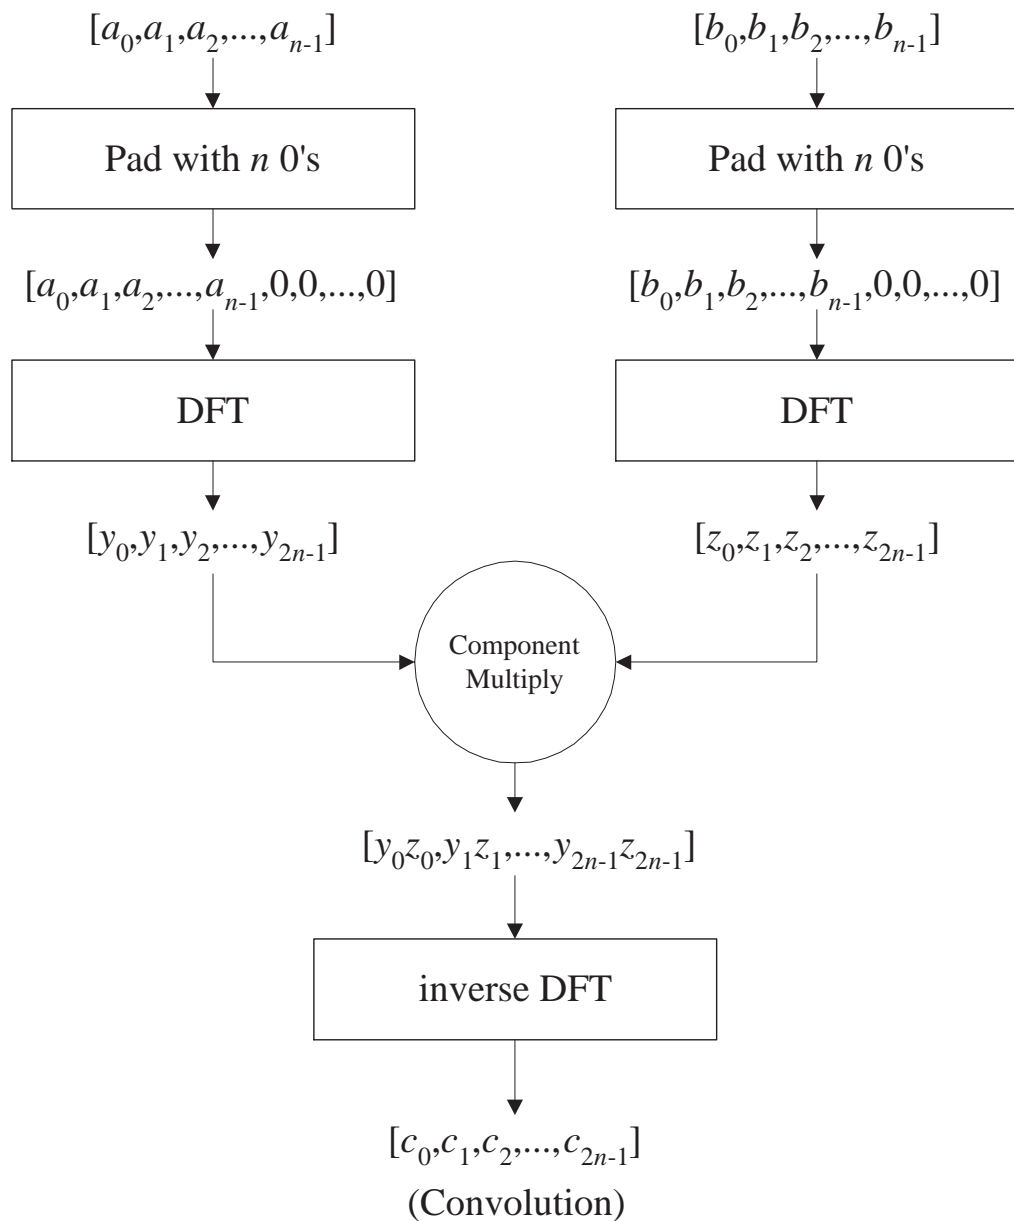 [a₀,a₁,a₂,...,aₙ₋₁]
[b₀,b₁,b₂,...,bₙ₋₁]
Pad with n 0's
Pad with n 0's
[a₀,a₁,a₂,...,aₙ₋₁,0,0,...,0]
[b₀,b₁,b₂,...,bₙ₋₁,0,0,...,0]
DFT
DFT
[y₀,y₁,y₂,...,y₂ₙ₋₁]
[z₀,z₁,z₂,...,z₂ₙ₋₁]
Component
Multiply
[y₀z₀,y₁z₁,...,y₂ₙ₋₁z₂ₙ₋₁]
inverse DFT
[c₀,c₁,c₂,...,c₂ₙ₋₁]
(Convolution)